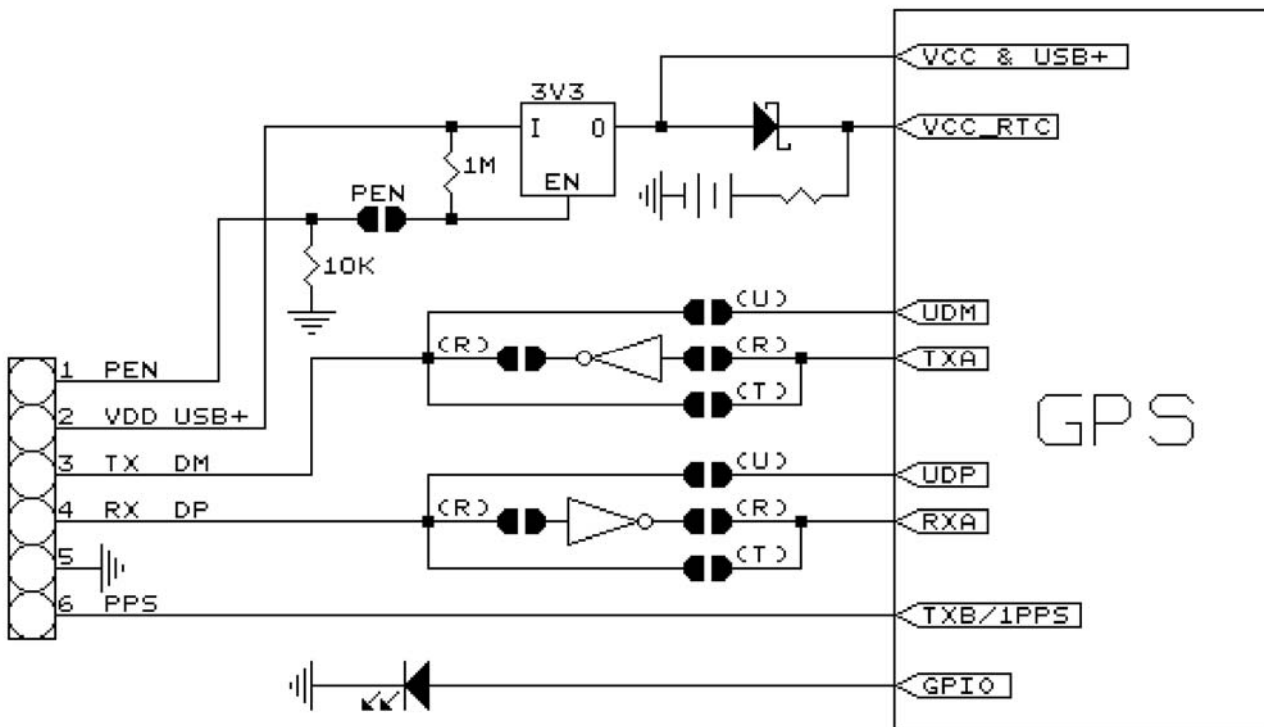 VCC & USB+
3V3
I O
VCC_RTC
1M
EN
PEN
10K
(U)
UDM
(R)
(R)
TXA
(T)
1 PEN
2 VDD USB+
GPS
3 TX DM
(U)
UDP
4 RX DP
(R)
(R)
RXA
5
(T)
6 PPS
TXB/1PPS
GPIO